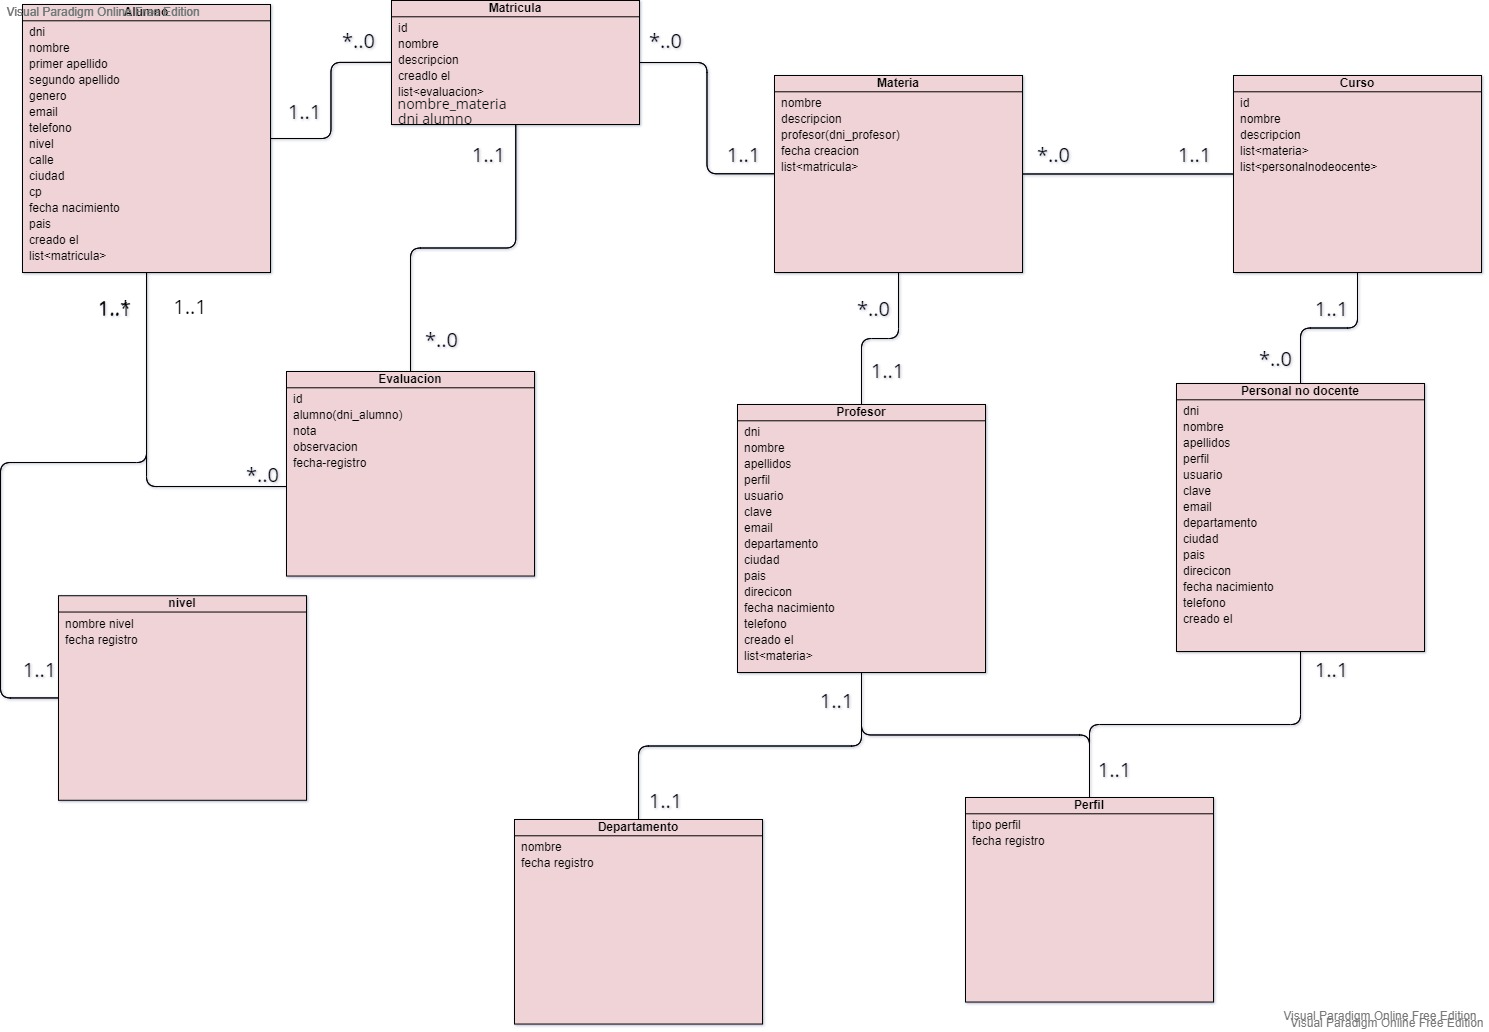 Visual Paradigm Online Free Edition
Alumno
dni
nombre
primer apellido
segundo apellido
genero
email
telefono
nivel
calle
ciudad
cp
fecha nacimiento
pais
creado el
list<matricula>
*..0
1..1
Matricula
id
nombre
descripcion
creadlo el
list<evaluacion>
nombre_materia
dni alumno
*..0
1..1
1..1
Materia
nombre
descripcion
profesor(dni_profesor)
fecha creacion
list<matricula>
*..0
1..1
Curso
id
nombre
descripcion
list<materia>
list<personalnodeocente>
1..*
1..1
*..0
*..0
1..1
1..1
*..0
Evaluacion
id
alumno(dni_alumno)
nota
observacion
fecha-registro
*..0
Profesor
dni
nombre
apellidos
perfil
usuario
clave
email
departamento
ciudad
pais
direcicon
fecha nacimiento
telefono
creado el
list<materia>
Personal no docente
dni
nombre
apellidos
perfil
usuario
clave
email
departamento
ciudad
pais
direcicon
fecha nacimiento
telefono
creado el
nivel
nombre nivel
fecha registro
1..1
1..1
1..1
1..1
1..1
Departamento
nombre
fecha registro
Perfil
tipo perfil
fecha registro
Visual Paradigm Online Free Edition
Visual Paradigm Online Free Edition